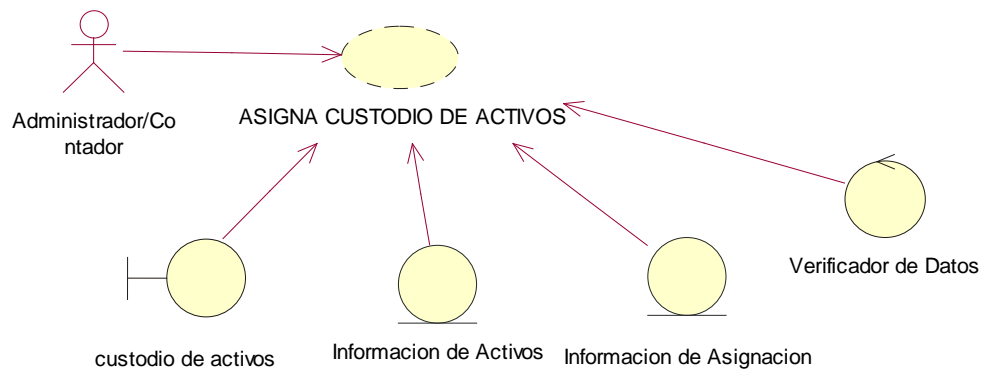 Administrador/Co
ntador
ASIGNA CUSTODIO DE ACTIVOS
Verificador de Datos
custodio de activos
Informacion de Activos
Informacion de Asignacion